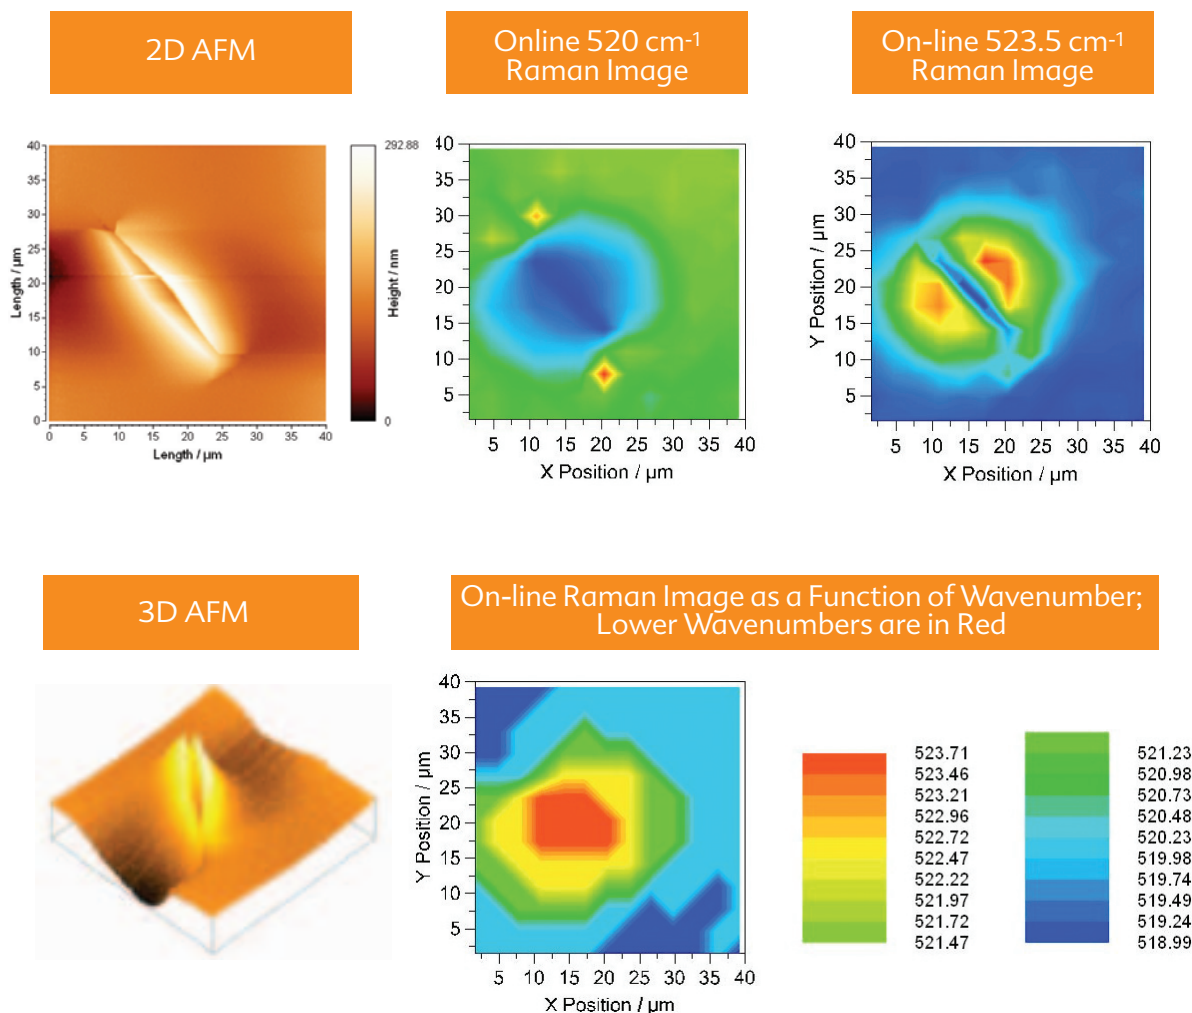 2D AFM
Online 520 cm-1
Raman Image
On-line 523.5 cm-1
Raman Image
40
35
30
25
20
15
10
5
0
Length / µm
0 5 10 15 20 25 30 35 40
Length / µm
292.88
Height / nm
0
40
35
30
25
20
15
10
5
5 10 15 20 25 30 35 40
X Position / µm
40
35
30
25
20
15
10
5
Y Position / µm
5 10 15 20 25 30 35 40
X Position / µm
3D AFM
On-line Raman Image as a Function of Wavenumber;
Lower Wavenumbers are in Red
40
35
30
25
20
15
10
5
Y Position / µm
5 10 15 20 25 30 35 40
X Position / µm
523.71
523.46
523.21
522.96
522.72
522.47
522.22
521.97
521.72
521.47
521.23
520.98
520.73
520.48
520.23
519.98
519.74
519.49
519.24
518.99